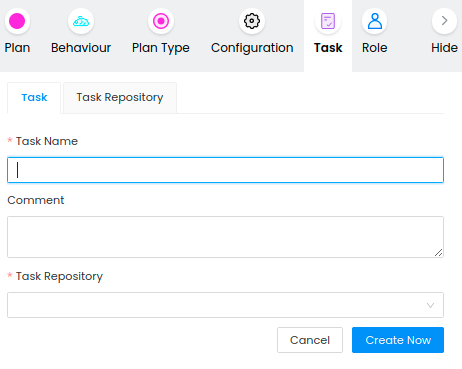 Plan Behaviour Plan Type Configuration Task Role Hide
Task Task Repository
* Task Name
Comment
* Task Repository
Cancel Create Now